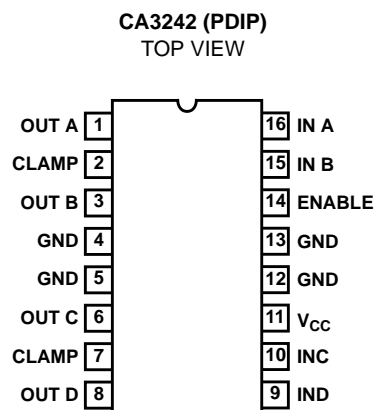 CA3242 (PDIP)
TOP VIEW
OUT A 1 16 IN A
CLAMP 2 15 IN B
OUT B 3 14 ENABLE
GND 4 13 GND
GND 5 12 GND
OUT C 6 11 VCC
CLAMP 7 10 INC
OUT D 8 9 IND